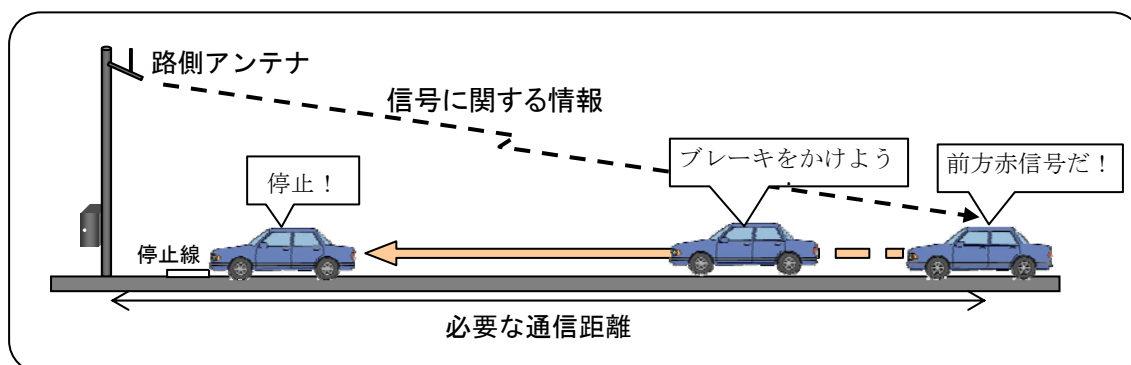 路側アンテナ
信号に関する情報
ブレーキをかけよう
前方赤信号だ！
停止！
停止線
必要な通信距離